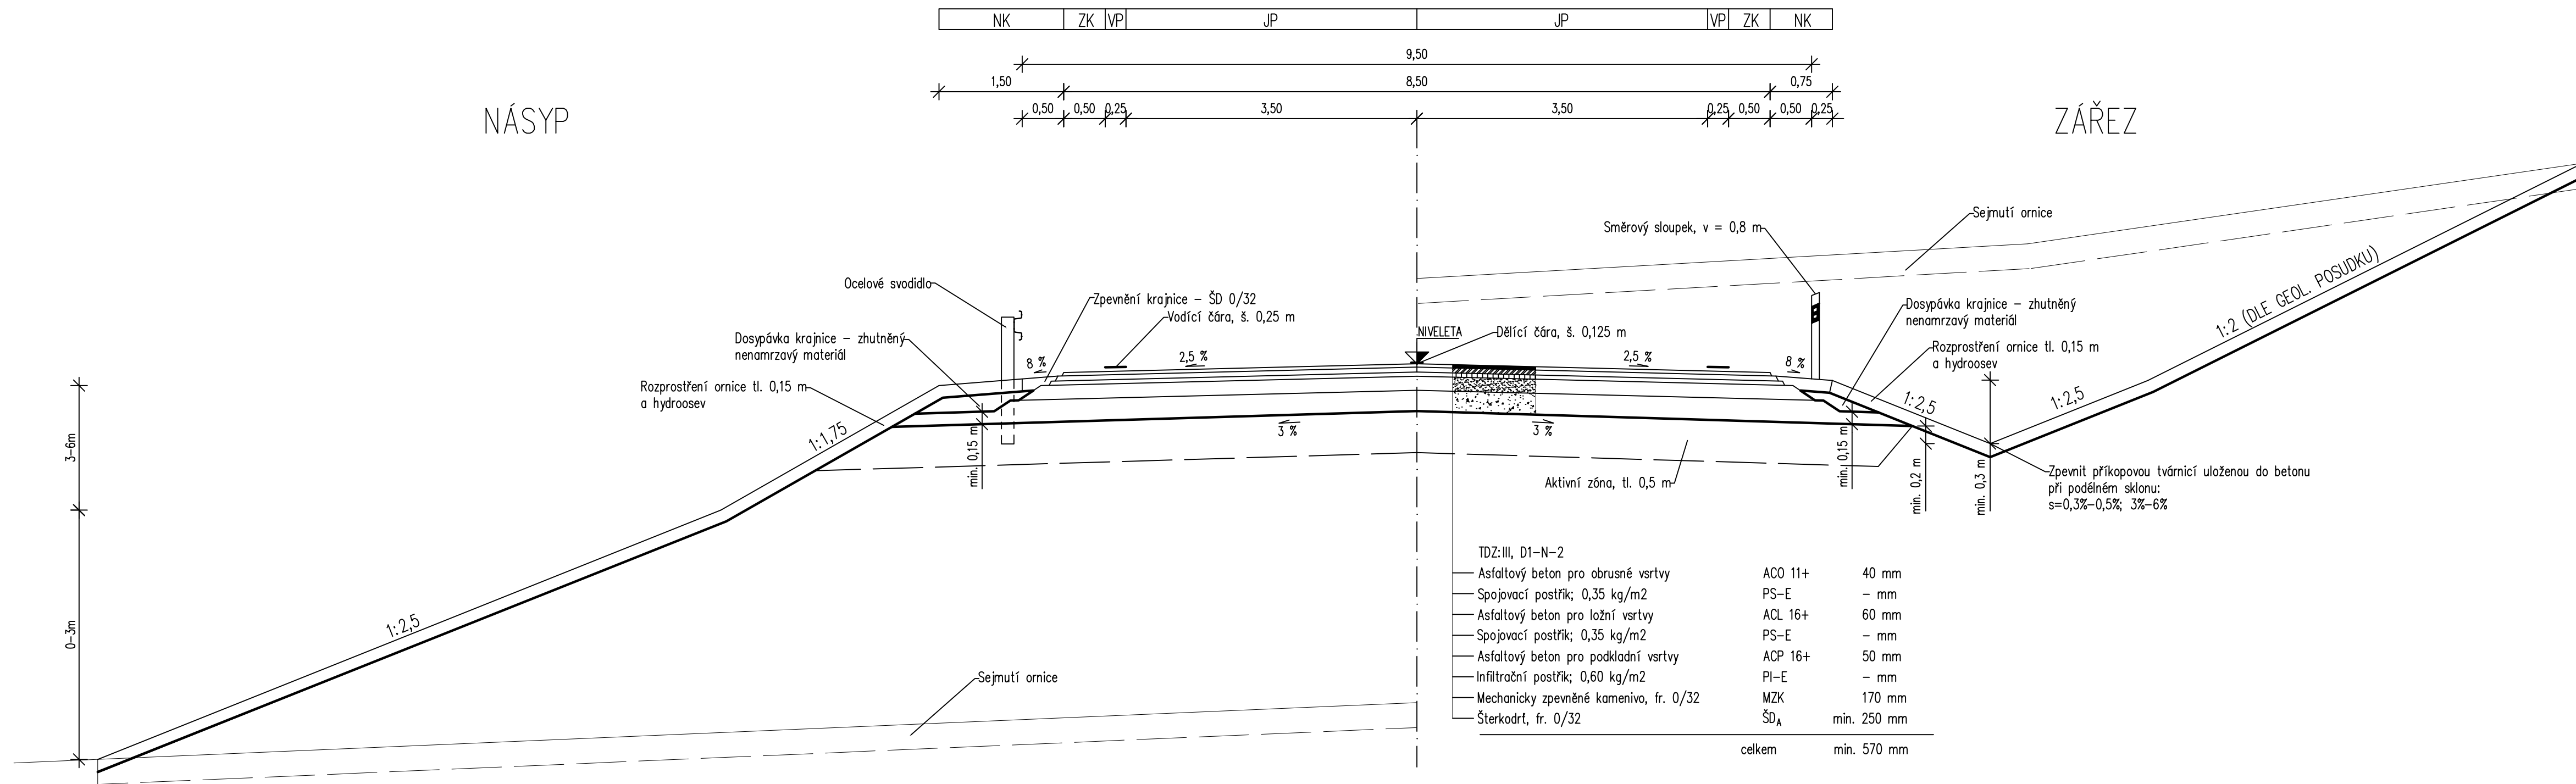 NK ZK VP JP JP VP ZK NK
9,50
1,50 8,50 0,75
0,50 0,50 0,25 3,50 3,50 0,25 0,50 0,50 0,25
NÁSYP
ZÁŘEZ
Sejmutí ornice
Směrový sloupek, v = 0,8 m
Ocelové svodidlo
Zpevnění krajnice - ŠD 0/32
Vodící čára, š. 0,25 m
Dosypávka krajnice - zhutněný
nenamrzavý materiál
NIVELETA
Dělící čára, š. 0,125 m
Dosypávka krajnice - zhutněný
nenamrzavý materiál
1:2 (DLE GEOL. POSUDKU)
Rozprostření ornice tl. 0,15 m
a hydroosev
8 %
2,5 %
2,5 %
8 %
Rozprostření ornice tl. 0,15 m
a hydroosev
1:2,5
1:2,5
1:1,75
3 %
3 %
3-6m
min. 0,15 m
Aktivní zóna, tl. 0,5 m
min. 0,15 m
min. 0,2 m
min. 0,3 m
Zpevnit příkopovou tvárnicí uloženou do betonu
při podélném sklonu:
s=0,3%-0,5%; 3%-6%
1:2,5
0-3m
Sejmutí ornice
TDZ:III, D1-N-2
Asfaltový beton pro obrusné vsrtvy ACO 11+ 40 mm
Spojovací postřik; 0,35 kg/m2 PS-E - mm
Asfaltový beton pro ložní vsrtvy ACL 16+ 60 mm
Spojovací postřik; 0,35 kg/m2 PS-E - mm
Asfaltový beton pro podkladní vsrtvy ACP 16+ 50 mm
Infiltrační postřik; 0,60 kg/m2 PI-E - mm
Mechanicky zpevněné kamenivo, fr. 0/32 MZK 170 mm
Šterkodrť, fr. 0/32 ŠDA min. 250 mm
celkem min. 570 mm